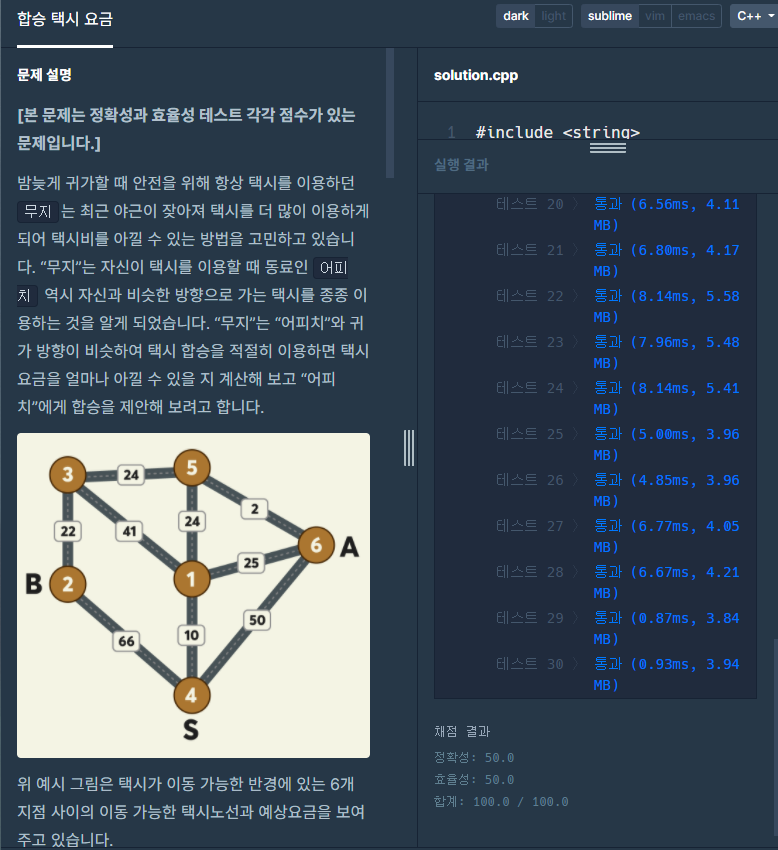 합승 택시 요금
dark light
sublime vim emacs
C++
문제 설명
[본 문제는 정확성과 효율성 테스트 각각 점수가 있는
문제입니다.]
밤늦게 귀가할 때 안전을 위해 항상 택시를 이용하던
무지 는 최근 야근이 잦아져 택시를 더 많이 이용하게
되어 택시비를 아낄 수 있는 방법을 고민하고 있습니
다. “무지”는 자신이 택시를 이용할 때 동료인 어피
치 역시 자신과 비슷한 방향으로 가는 택시를 종종 이
용하는 것을 알게 되었습니다. “무지”는 “어피치”와 귀
가 방향이 비슷하여 택시 합승을 적절히 이용하면 택시
요금을 얼마나 아낄 수 있을 지 계산해 보고 “어피
치”에게 합승을 제안해 보려고 합니다.
3 24 5
22 41 24 2
B 2 1 25 6 A
66 10 50
4
S
위 예시 그림은 택시가 이동 가능한 반경에 있는 6개
지점 사이의 이동 가능한 택시노선과 예상요금을 보여
주고 있습니다.
solution.cpp
1 #include <string>
실행 결과
테스트 20 〉 통과 (6.56ms, 4.11
MB)
테스트 21 〉 통과 (6.80ms, 4.17
MB)
테스트 22 〉 통과 (8.14ms, 5.58
MB)
테스트 23 〉 통과 (7.96ms, 5.48
MB)
테스트 24 〉 통과 (8.14ms, 5.41
MB)
테스트 25 〉 통과 (5.00ms, 3.96
MB)
테스트 26 〉 통과 (4.85ms, 3.96
MB)
테스트 27 〉 통과 (6.77ms, 4.05
MB)
테스트 28 〉 통과 (6.67ms, 4.21
MB)
테스트 29 〉 통과 (0.87ms, 3.84
MB)
테스트 30 〉 통과 (0.93ms, 3.94
MB)
채점 결과
정확성: 50.0
효율성: 50.0
합계: 100.0 / 100.0